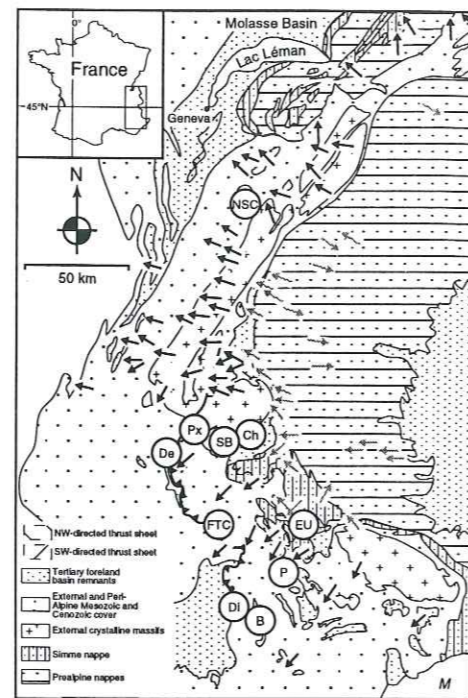 0°
France
45°N
Molasse Basin
Lac Léman
Geneva
N
50 km
NSC
Px
SB
Ch
De
FTC
EU
P
DI
B
NW-directed thrust sheet
SW-directed thrust sheet
Tertiary foreland
basin remnants
External and Peri-
Alpine Mesozoic and
Cenozoic cover
External crystalline massifs
Simme nappe
Prealpine nappes
M